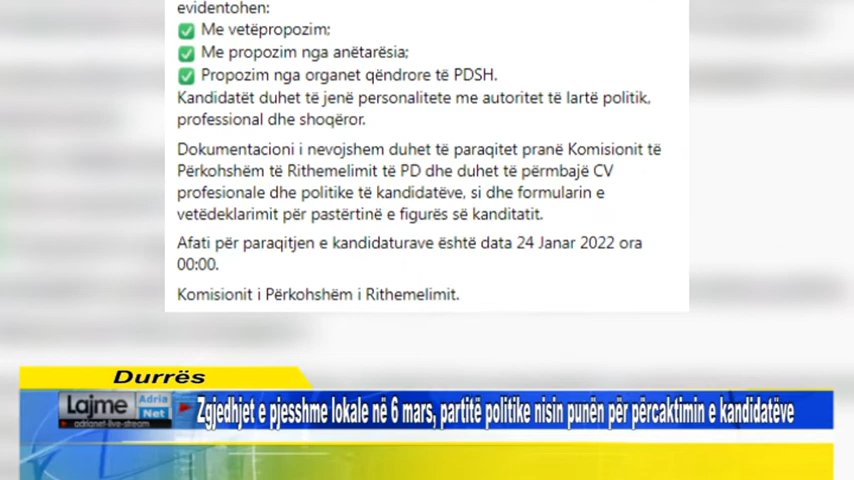 evidentohen:
Me vetëpropozim;
Me propozim nga anëtarësia;
Propozim nga organet qëndrore të PDSH.
Kandidatët duhet të jenë personalitete me autoritet të lartë politik,
professional dhe shoqëror.
Dokumentacioni i nevojshem duhet të paraqitet pranë Komisionit të
Përkohshëm të Rithemelimit të PD dhe duhet të përmbajë CV
profesionale dhe politike të kandidatëve, si dhe formularin e
vetëdeklarimit për pastërtinë e figurës së kanditatit.
Afati për paraqitjen e kandidaturave është data 24 Janar 2022 ora
00:00.
Komisionit i Përkohshëm i Rithemelimit.
Durrës
Lajme Adria Net
adrianet-live-stream
Zgjedhjet e pjesshme lokale në 6 mars, partitë politike nisin punën për përcaktimin e kandidatëve